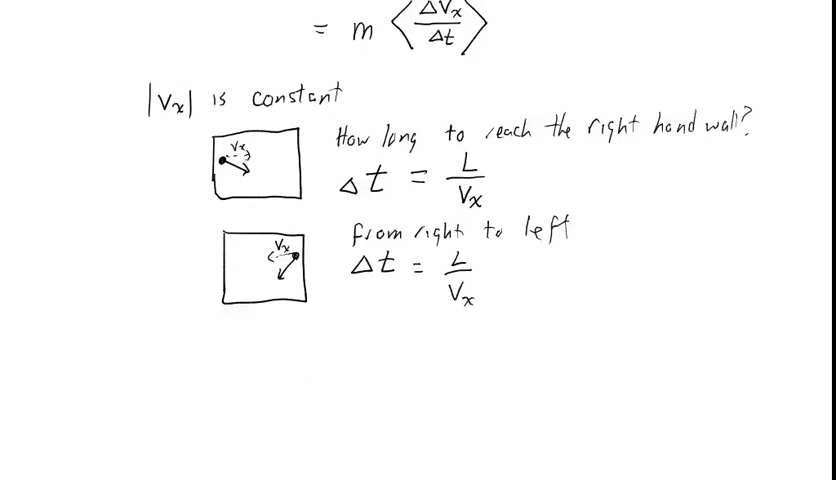 = m ⟨ΔVx/Δt⟩
|Vx| is constant
How long to reach the right hand wall?
Vx
Δt = L/Vx
from right to left
Vx
Δt = L/Vx